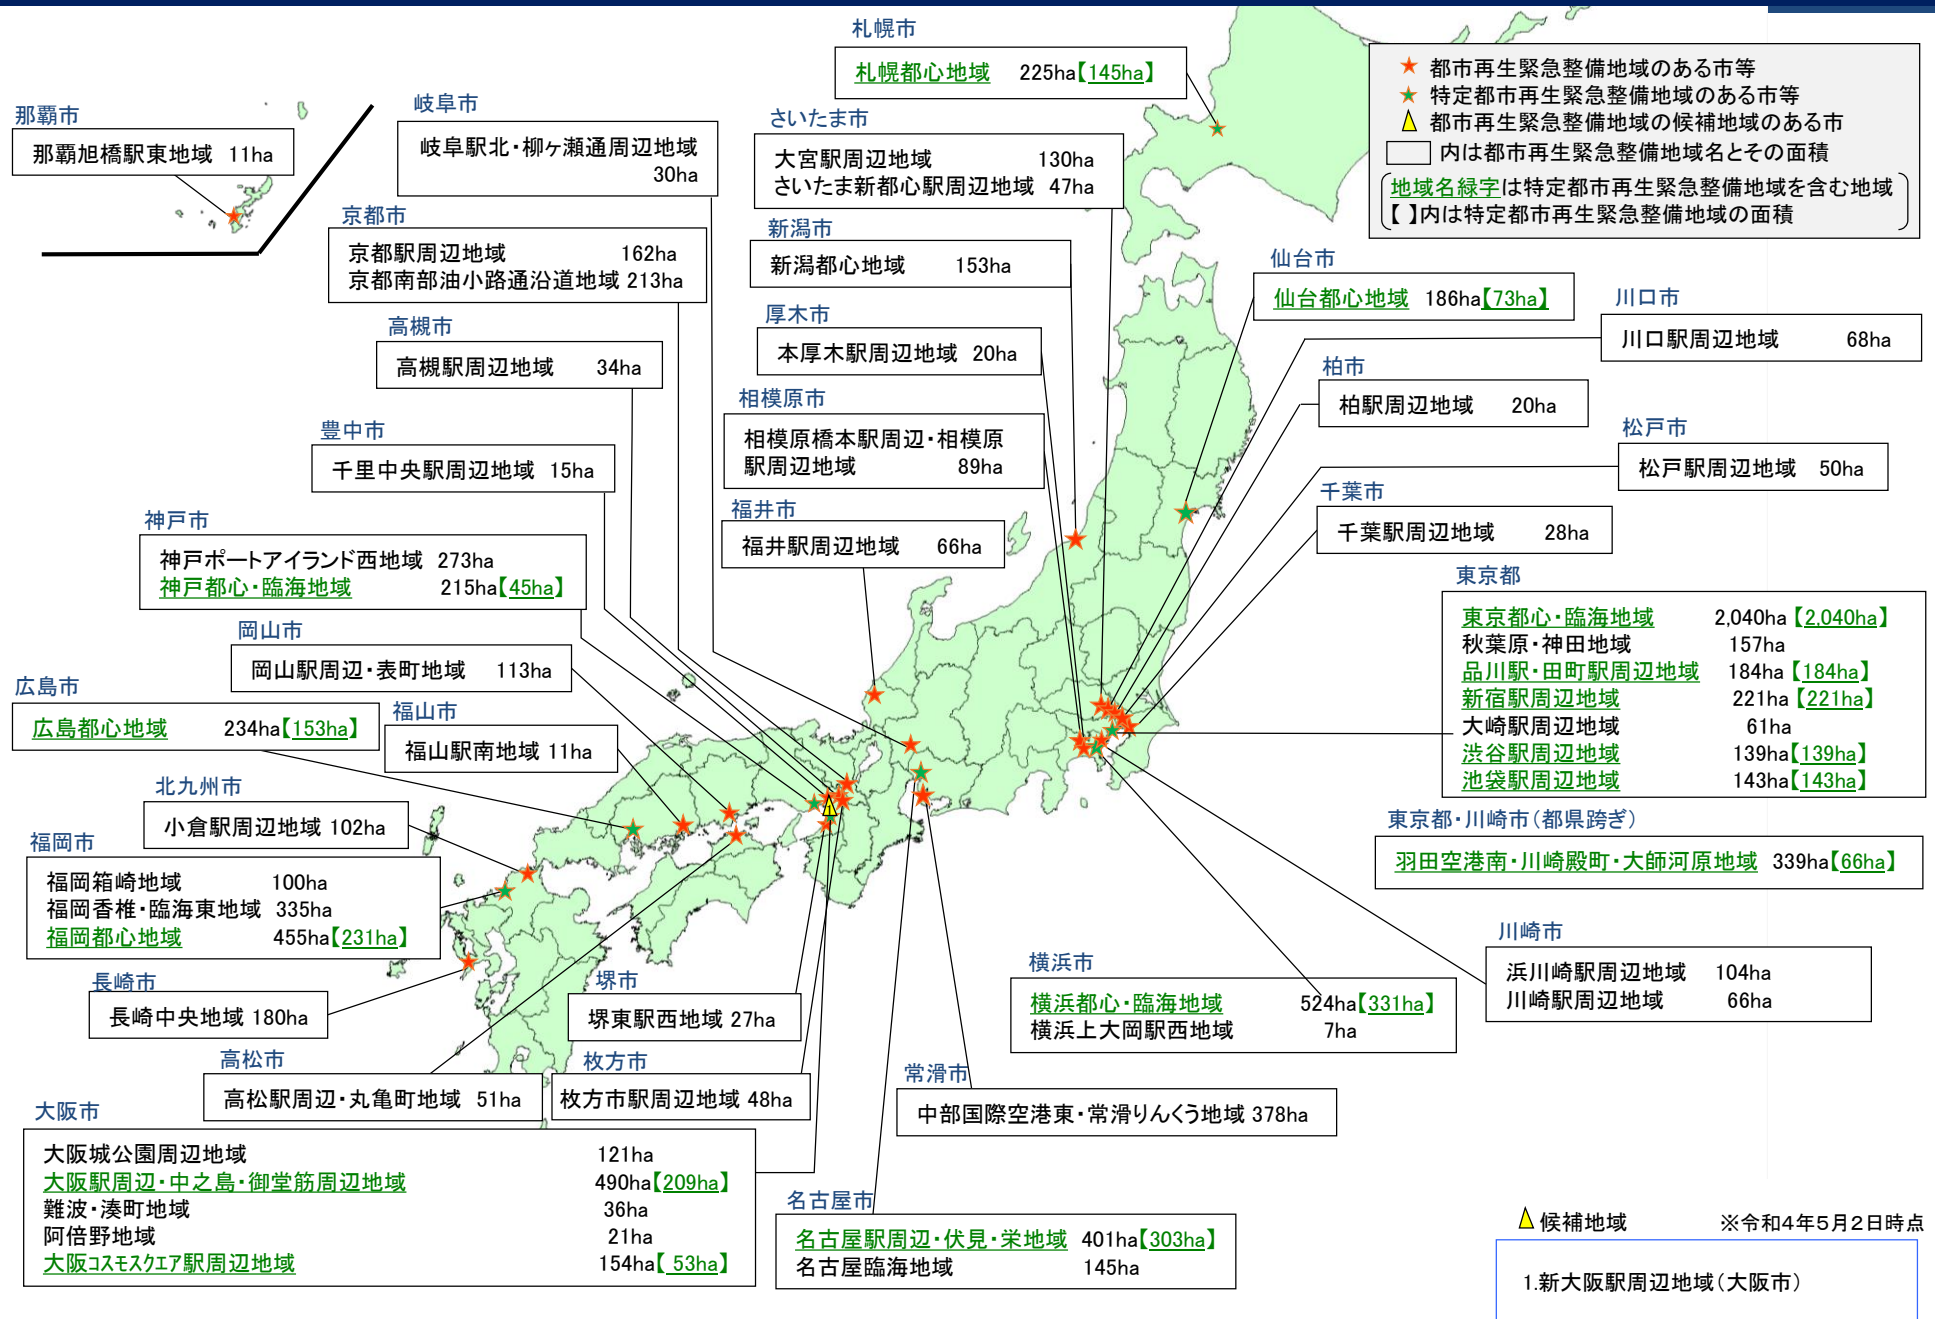 札幌市
札幌都心地域 225ha【145ha】
★ 都市再生緊急整備地域のある市等
★ 特定都市再生緊急整備地域のある市等
都市再生緊急整備地域の候補地域のある市
内は都市再生緊急整備地域名とその面積
地域名緑字は特定都市再生緊急整備地域を含む地域
【 】内は特定都市再生緊急整備地域の面積
那覇市
那覇旭橋駅東地域 11ha
岐阜市
岐阜駅北・柳ヶ瀬通周辺地域
30ha
さいたま市
大宮駅周辺地域 130ha
さいたま新都心駅周辺地域 47ha
京都市
京都駅周辺地域 162ha
京都南部油小路通沿道地域 213ha
新潟市
新潟都心地域 153ha
仙台市
仙台都心地域 186ha【73ha】
川口市
川口駅周辺地域 68ha
高槻市
高槻駅周辺地域 34ha
厚木市
本厚木駅周辺地域 20ha
柏市
柏駅周辺地域 20ha
相模原市
相模原橋本駅周辺・相模原
駅周辺地域 89ha
豊中市
千里中央駅周辺地域 15ha
松戸市
松戸駅周辺地域 50ha
千葉市
千葉駅周辺地域 28ha
福井市
福井駅周辺地域 66ha
神戸市
神戸ポートアイランド西地域 273ha
神戸都心・臨海地域 215ha【45ha】
東京都
東京都心・臨海地域 2,040ha【2,040ha】
秋葉原・神田地域 157ha
品川駅・田町駅周辺地域 184ha【184ha】
新宿駅周辺地域 221ha【221ha】
大崎駅周辺地域 61ha
渋谷駅周辺地域 139ha【139ha】
池袋駅周辺地域 143ha【143ha】
岡山市
岡山駅周辺・表町地域 113ha
広島市
広島都心地域 234ha【153ha】
福山市
福山駅南地域 11ha
北九州市
小倉駅周辺地域 102ha
東京都・川崎市(都県跨ぎ)
羽田空港南・川崎殿町・大師河原地域 339ha【66ha】
福岡市
福岡箱崎地域 100ha
福岡香椎・臨海東地域 335ha
福岡都心地域 455ha【231ha】
1
川崎市
浜川崎駅周辺地域 104ha
川崎駅周辺地域 66ha
横浜市
横浜都心・臨海地域 524ha【331ha】
横浜上大岡駅西地域 7ha
長崎市
長崎中央地域 180ha
堺市
堺東駅西地域 27ha
高松市
高松駅周辺・丸亀町地域 51ha
枚方市
枚方市駅周辺地域 48ha
常滑市
中部国際空港東・常滑りんくう地域 378ha
大阪市
大阪城公園周辺地域 121ha
大阪駅周辺・中之島・御堂筋周辺地域 490ha【209ha】
難波・湊町地域 36ha
阿倍野地域 21ha
大阪コスモスクエア駅周辺地域 154ha【 53ha】
名古屋市
名古屋駅周辺・伏見・栄地域 401ha【303ha】
名古屋臨海地域 145ha
候補地域 ※令和4年5月2日時点
1.新大阪駅周辺地域(大阪市)